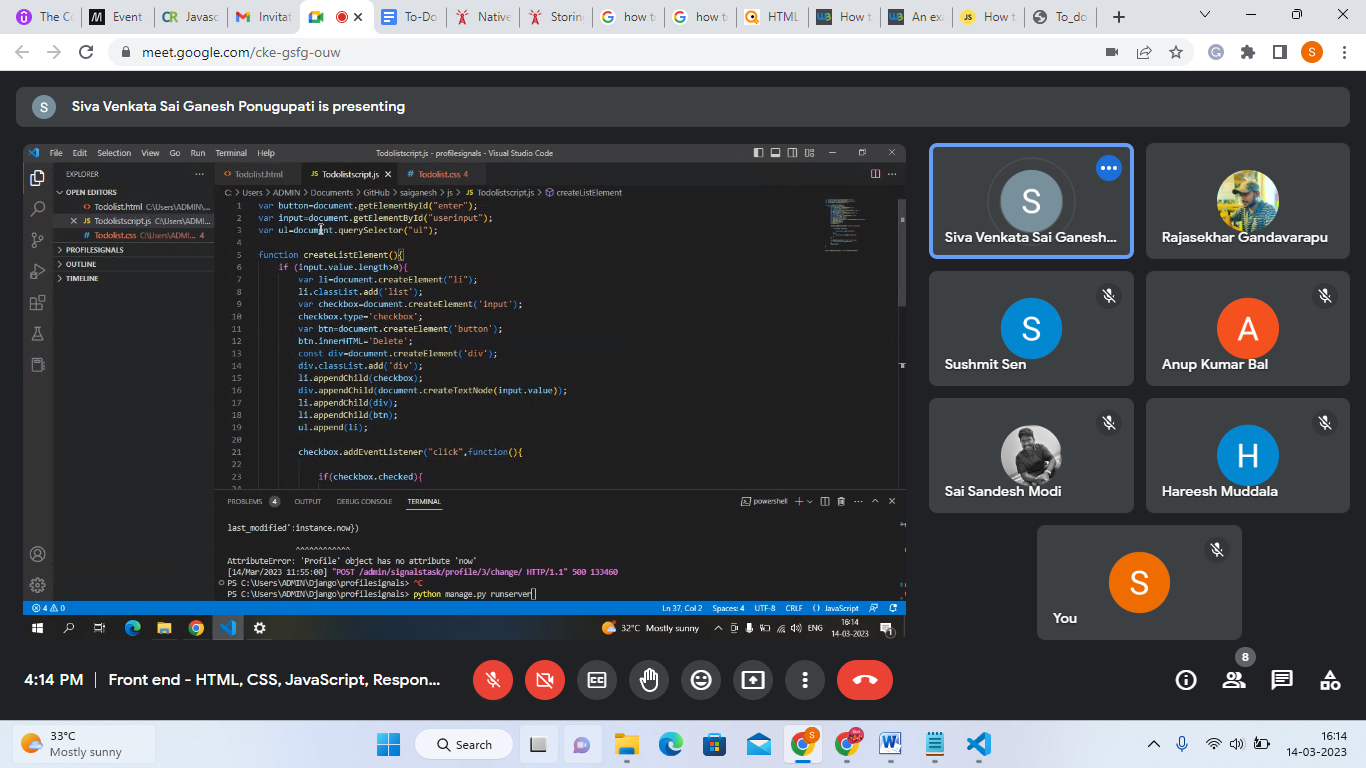 The Co
Event
Javasc
Invitat
To-Do
Native
Storin
how t
how t
HTML
How t
An exa
How t
To_do
meet.google.com/cke-gsfg-ouw
S
S
Siva Venkata Sai Ganesh Ponugupati is presenting
File Edit Selection View Go Run Terminal Help
Todolistscript.js - profilesignals - Visual Studio Code
EXPLORER
OPEN EDITORS
Todolist.html C:\Users\ADMIN\...
Todolistscript.js C:\Users\ADMI...
# Todolist.css C:\Users\ADMI... 4
PROFILESIGNALS
OUTLINE
TIMELINE
Todolist.html
JS Todolistscript.js
# Todolist.css 4
C: > Users > ADMIN > Documents > GitHub > saiganesh > js > JS Todolistscript.js > createListElement
1 var button=document.getElementById("enter");
2 var input=document.getElementById("userinput");
3 var ul=document.querySelector("ul");
4
5 function createListElement(){
6 if (input.value.length>0){
7 var li=document.createElement("li");
8 li.classList.add('list');
9 var checkbox=document.createElement('input');
10 checkbox.type='checkbox';
11 var btn=document.createElement('button');
12 btn.innerHTML='Delete';
13 const div=document.createElement('div');
14 div.classList.add('div');
15 li.appendChild(checkbox);
16 div.appendChild(document.createTextNode(input.value));
17 li.appendChild(div);
18 li.appendChild(btn);
19 ul.append(li);
20
21 checkbox.addEventListener("click",function(){
22
23 if(checkbox.checked){
PROBLEMS 4 OUTPUT DEBUG CONSOLE TERMINAL
powershell
last_modified':instance.now})
^^^^^^^^^^^^
AttributeError: 'Profile' object has no attribute 'now'
[14/Mar/2023 11:55:00] "POST /admin/signalstask/profile/3/change/ HTTP/1.1" 500 133460
PS C:\Users\ADMIN\Django\profilesignals> ^C
PS C:\Users\ADMIN\Django\profilesignals> python manage.py runserver
4 0
Ln 37, Col 2 Spaces: 4 UTF-8 CRLF {} JavaScript
32°C Mostly sunny
ENG
16:14
14-03-2023
1
S
Siva Venkata Sai Ganesh...
Rajasekhar Gandavarapu
S
Sushmit Sen
A
Anup Kumar Bal
Sai Sandesh Modi
H
Hareesh Muddala
S
You
4:14 PM | Front end - HTML, CSS, JavaScript, Respon...
8
33°C
Mostly sunny
Search
16:14
14-03-2023